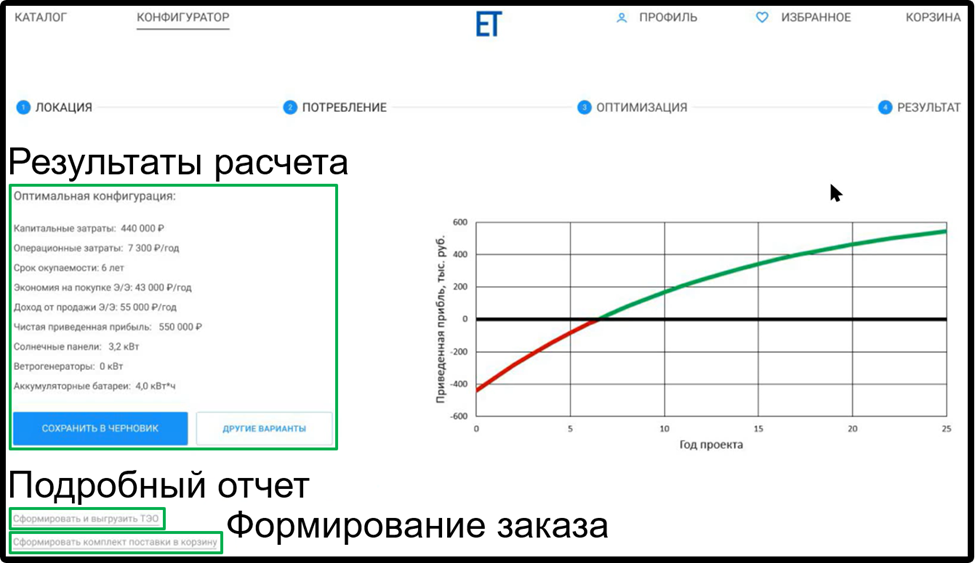 КАТАЛОГ
КОНФИГУРАТОР
ET
ПРОФИЛЬ
ИЗБРАННОЕ
КОРЗИНА
1 ЛОКАЦИЯ
2 ПОТРЕБЛЕНИЕ
3 ОПТИМИЗАЦИЯ
4 РЕЗУЛЬТАТ
Результаты расчета
Оптимальная конфигурация:
Капитальные затраты: 440 000 ₽
Операционные затраты: 7 300 ₽/год
Срок окупаемости: 6 лет
Экономия на покупке Э/Э: 43 000 ₽/год
Доход от продажи Э/Э: 55 000 ₽/год
Чистая приведенная прибыль: 550 000 ₽
Солнечные панели: 3,2 кВт
Ветрогенераторы: 0 кВт
Аккумуляторные батареи: 4,0 кВт*ч
СОХРАНИТЬ В ЧЕРНОВИК
ДРУГИЕ ВАРИАНТЫ
Приведенная прибль, тыс. руб.
600
400
200
0
-200
-400
-600
0 5 10 15 20 25
Год проекта
Подробный отчет
Сформировать и выгрузить ТЭО
Формирование заказа
Сформировать комплект поставки в корзину